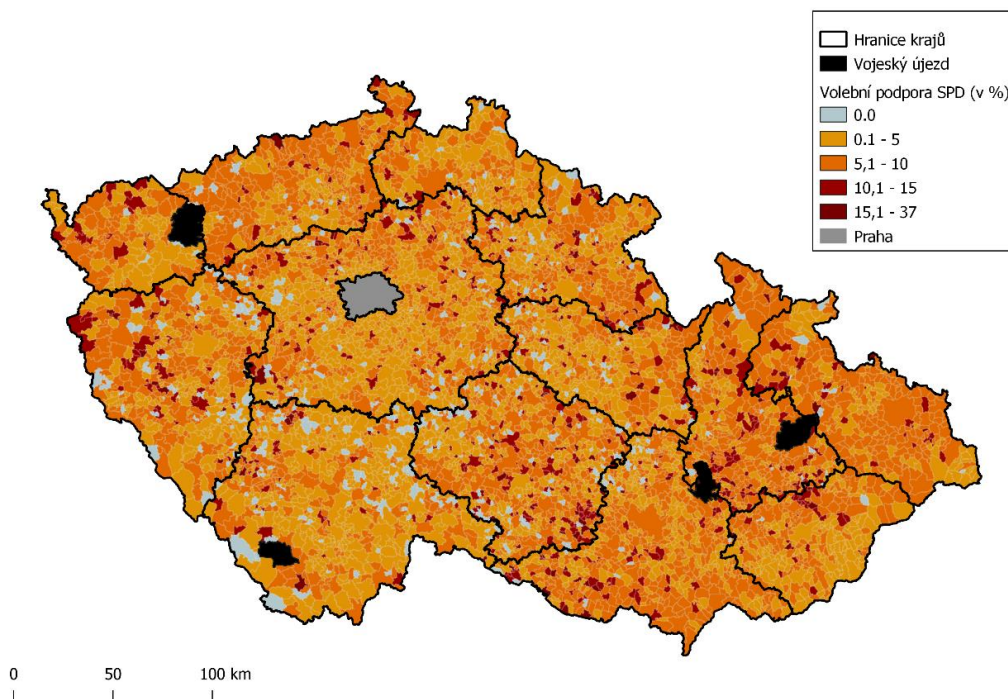 Hranice krajů
Vojeský újezd
Volební podpora SPD (v %)
0.0
0.1 - 5
5,1 - 10
10,1 - 15
15,1 - 37
Praha
0 50 100 km